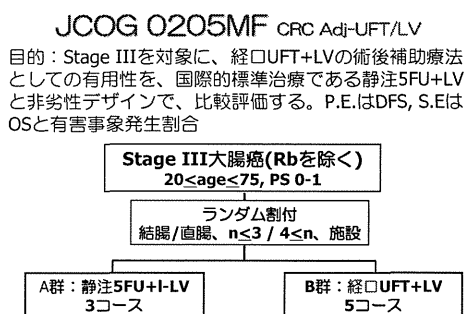 JCOG 0205MF CRC Adj-UFT/LV
目的：Stage IIIを対象に、経口UFT+LVの術後補助療法
としての有用性を、国際的標準治療である静注5FU+LV
と非劣性デザインで、比較評価する。P.E.はDFS, S.Eは
OSと有害事象発生割合
Stage III大腸癌(Rbを除く)
20≤age≤75, PS 0-1
ランダム割付
結腸/直腸、n≤3 / 4≤n、施設
A群：静注5FU+l-LV
3コース
B群：経口UFT+LV
5コース